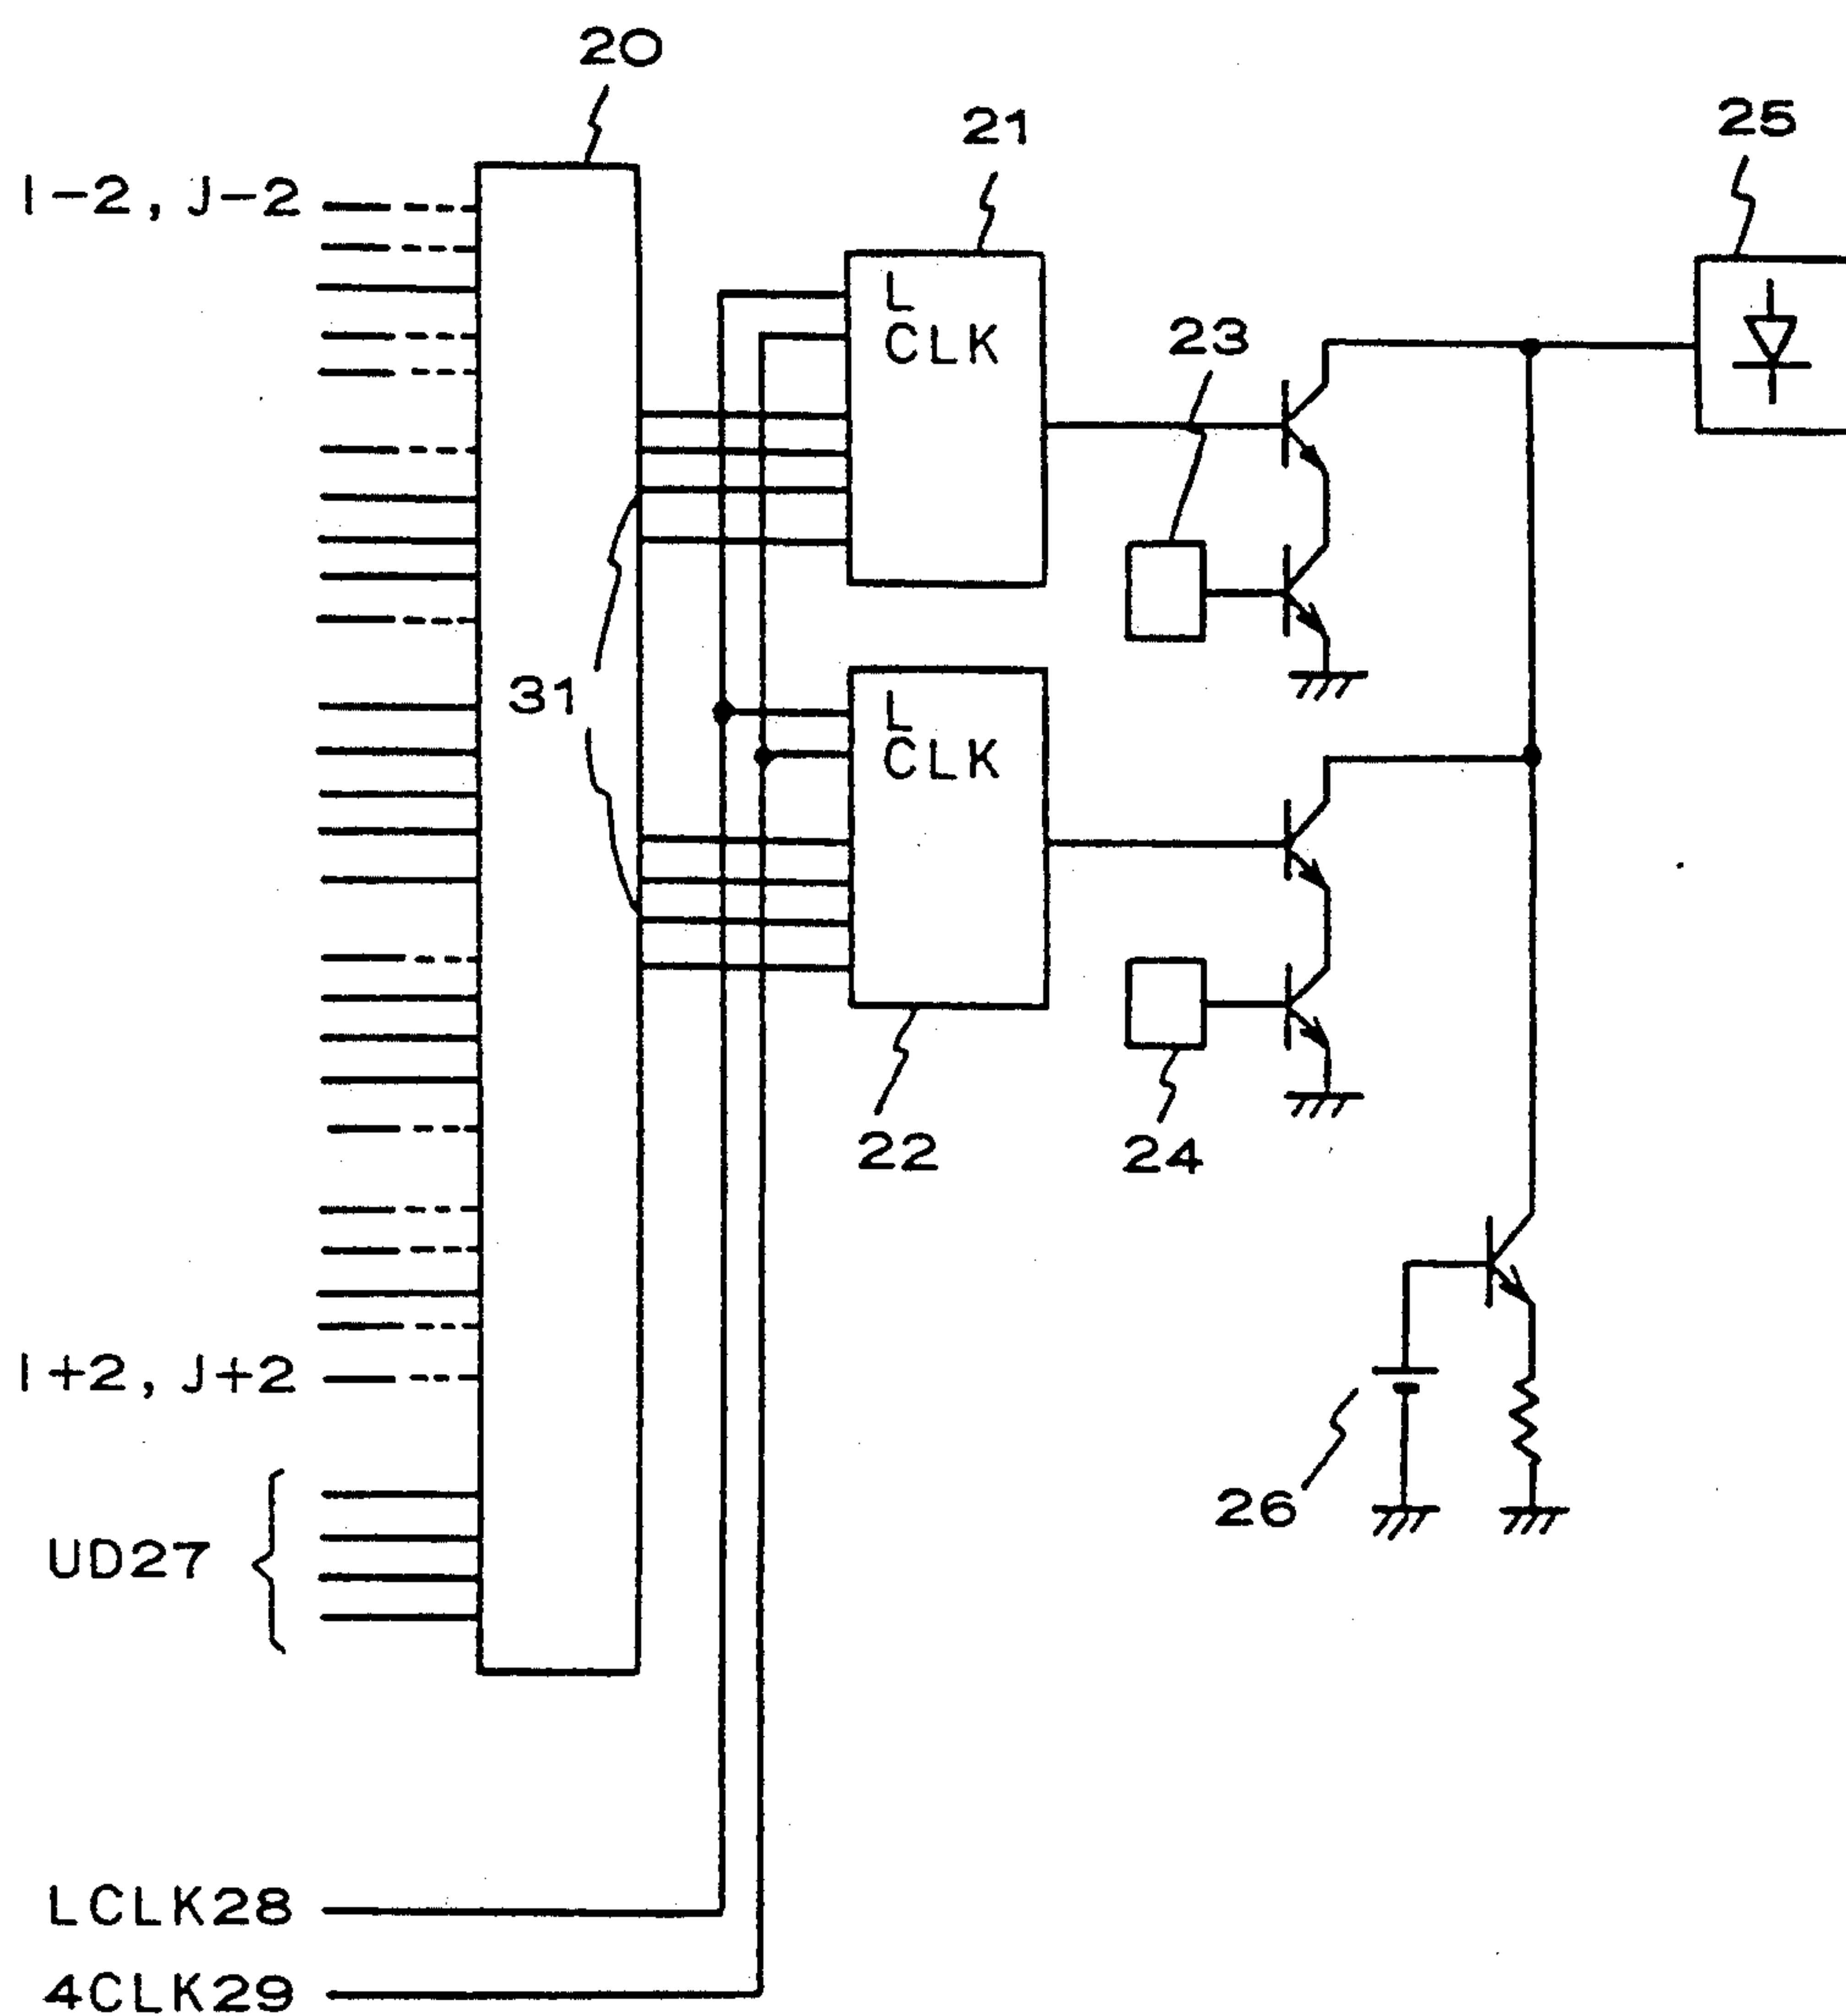 20
21
25
I-2, J-2
L
CLK
23
31
L
CLK
22
24
I+2, J+2
26
UD27
LCLK28
4CLK29